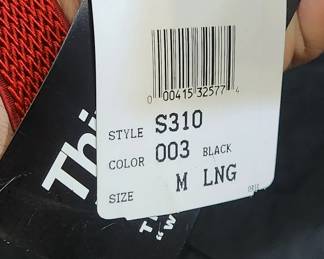 0 00415 32577 4
STYLE S310
COLOR 003 BLACK
SIZE M LNG
Thi
T
"W